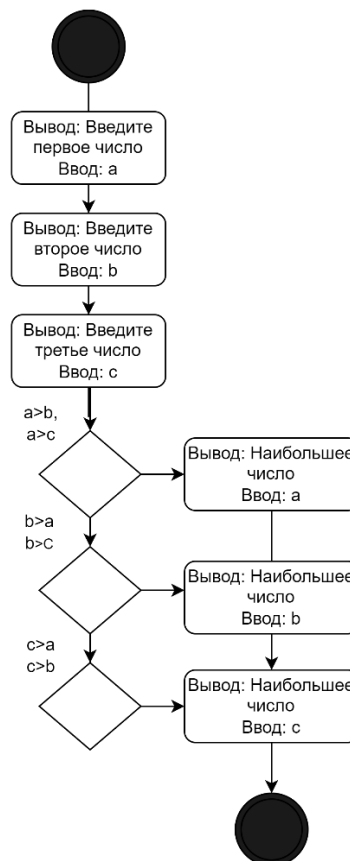 Вывод: Введите
первое число
Ввод: a
Вывод: Введите
второе число
Ввод: b
Вывод: Введите
третье число
Ввод: c
a>b,
a>c
Вывод: Наибольшее
число
Ввод: a
b>a
b>C
Вывод: Наибольшее
число
Ввод: b
c>a
c>b
Вывод: Наибольшее
число
Ввод: c